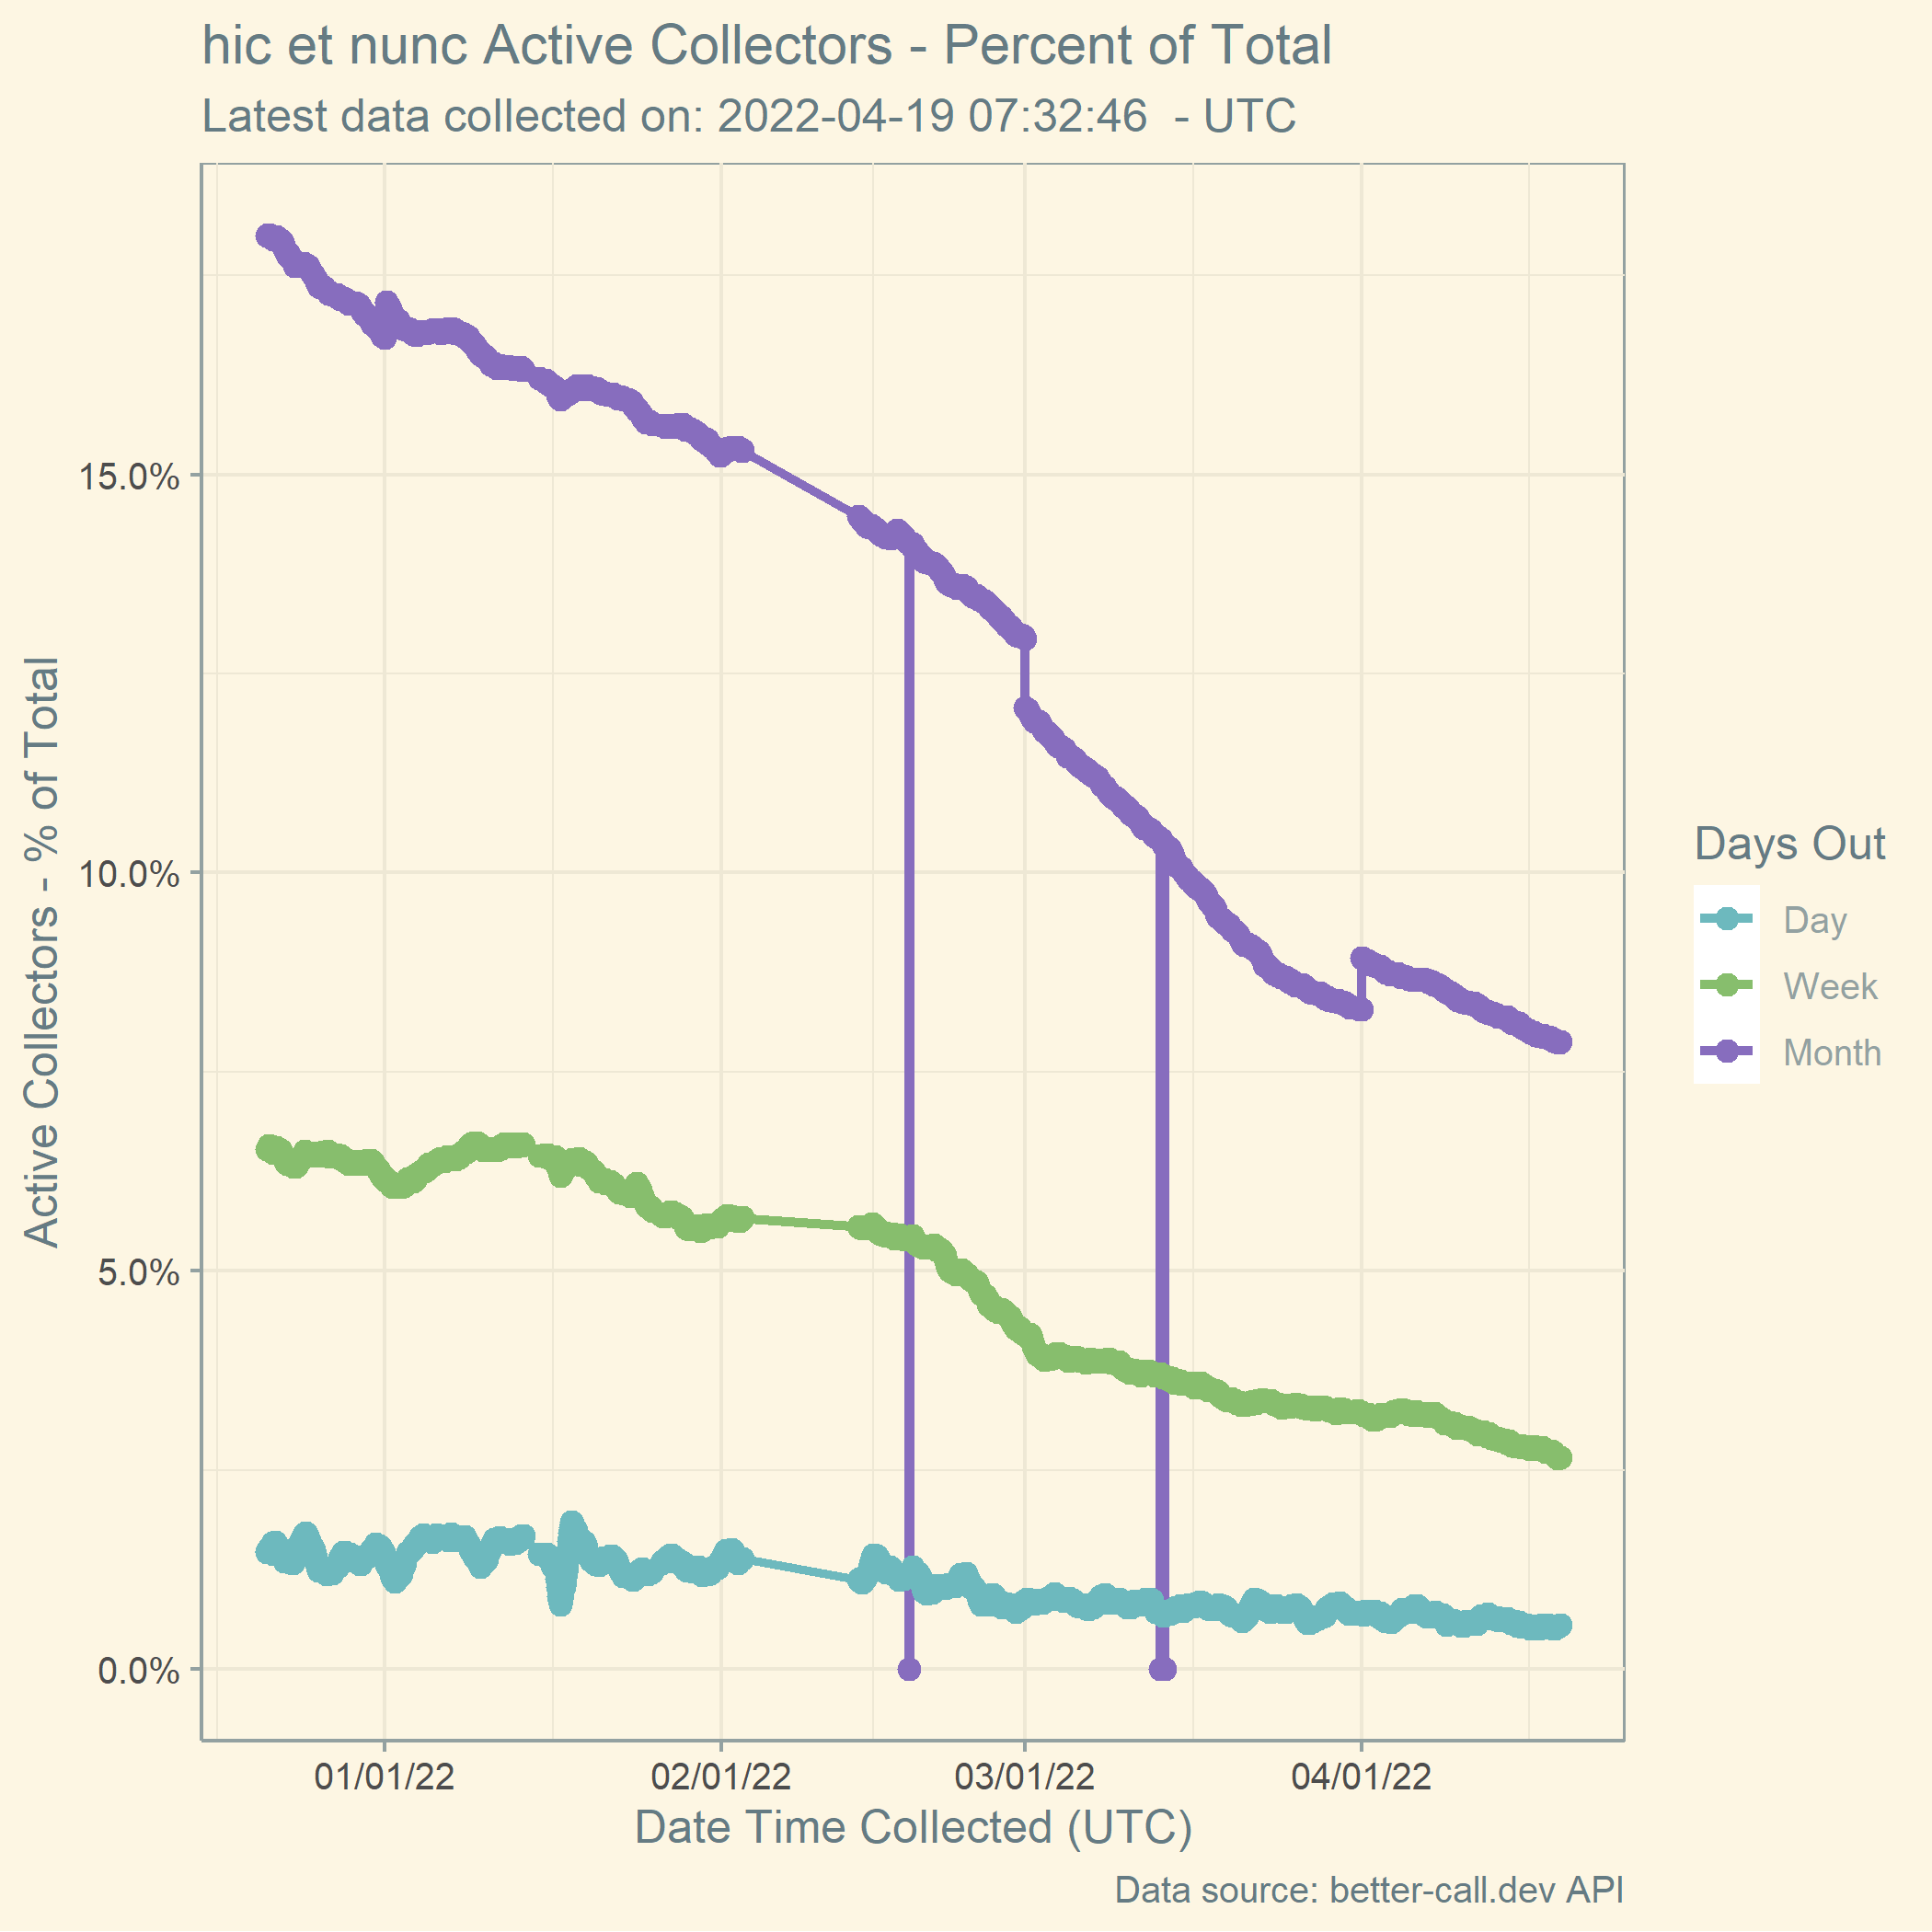 hic et nunc Active Collectors - Percent of Total
Latest data collected on: 2022-04-19 07:32:46  - UTC
Active Collectors - % of Total
15.0%
10.0%
5.0%
0.0%
01/01/22 02/01/22 03/01/22 04/01/22
Date Time Collected (UTC)
Days Out
Day
Week
Month
Data source: better-call.dev API